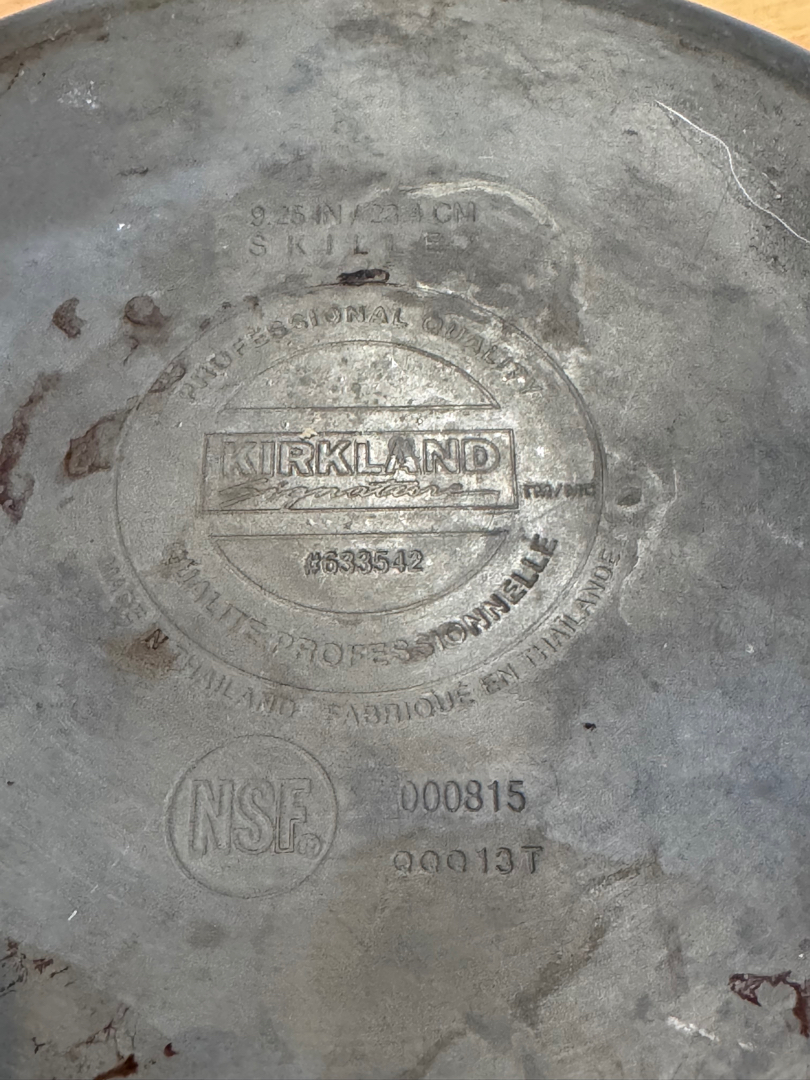 9.25 IN / 23.4 CM
SKILLET
PROFESSIONAL QUALITY
KIRKLAND
Signature
#633542
QUALITÉ PROFESSIONNELLE
MADE IN THAILAND FABRIQUÉ EN THAILANDE
NSF®
000815
13T